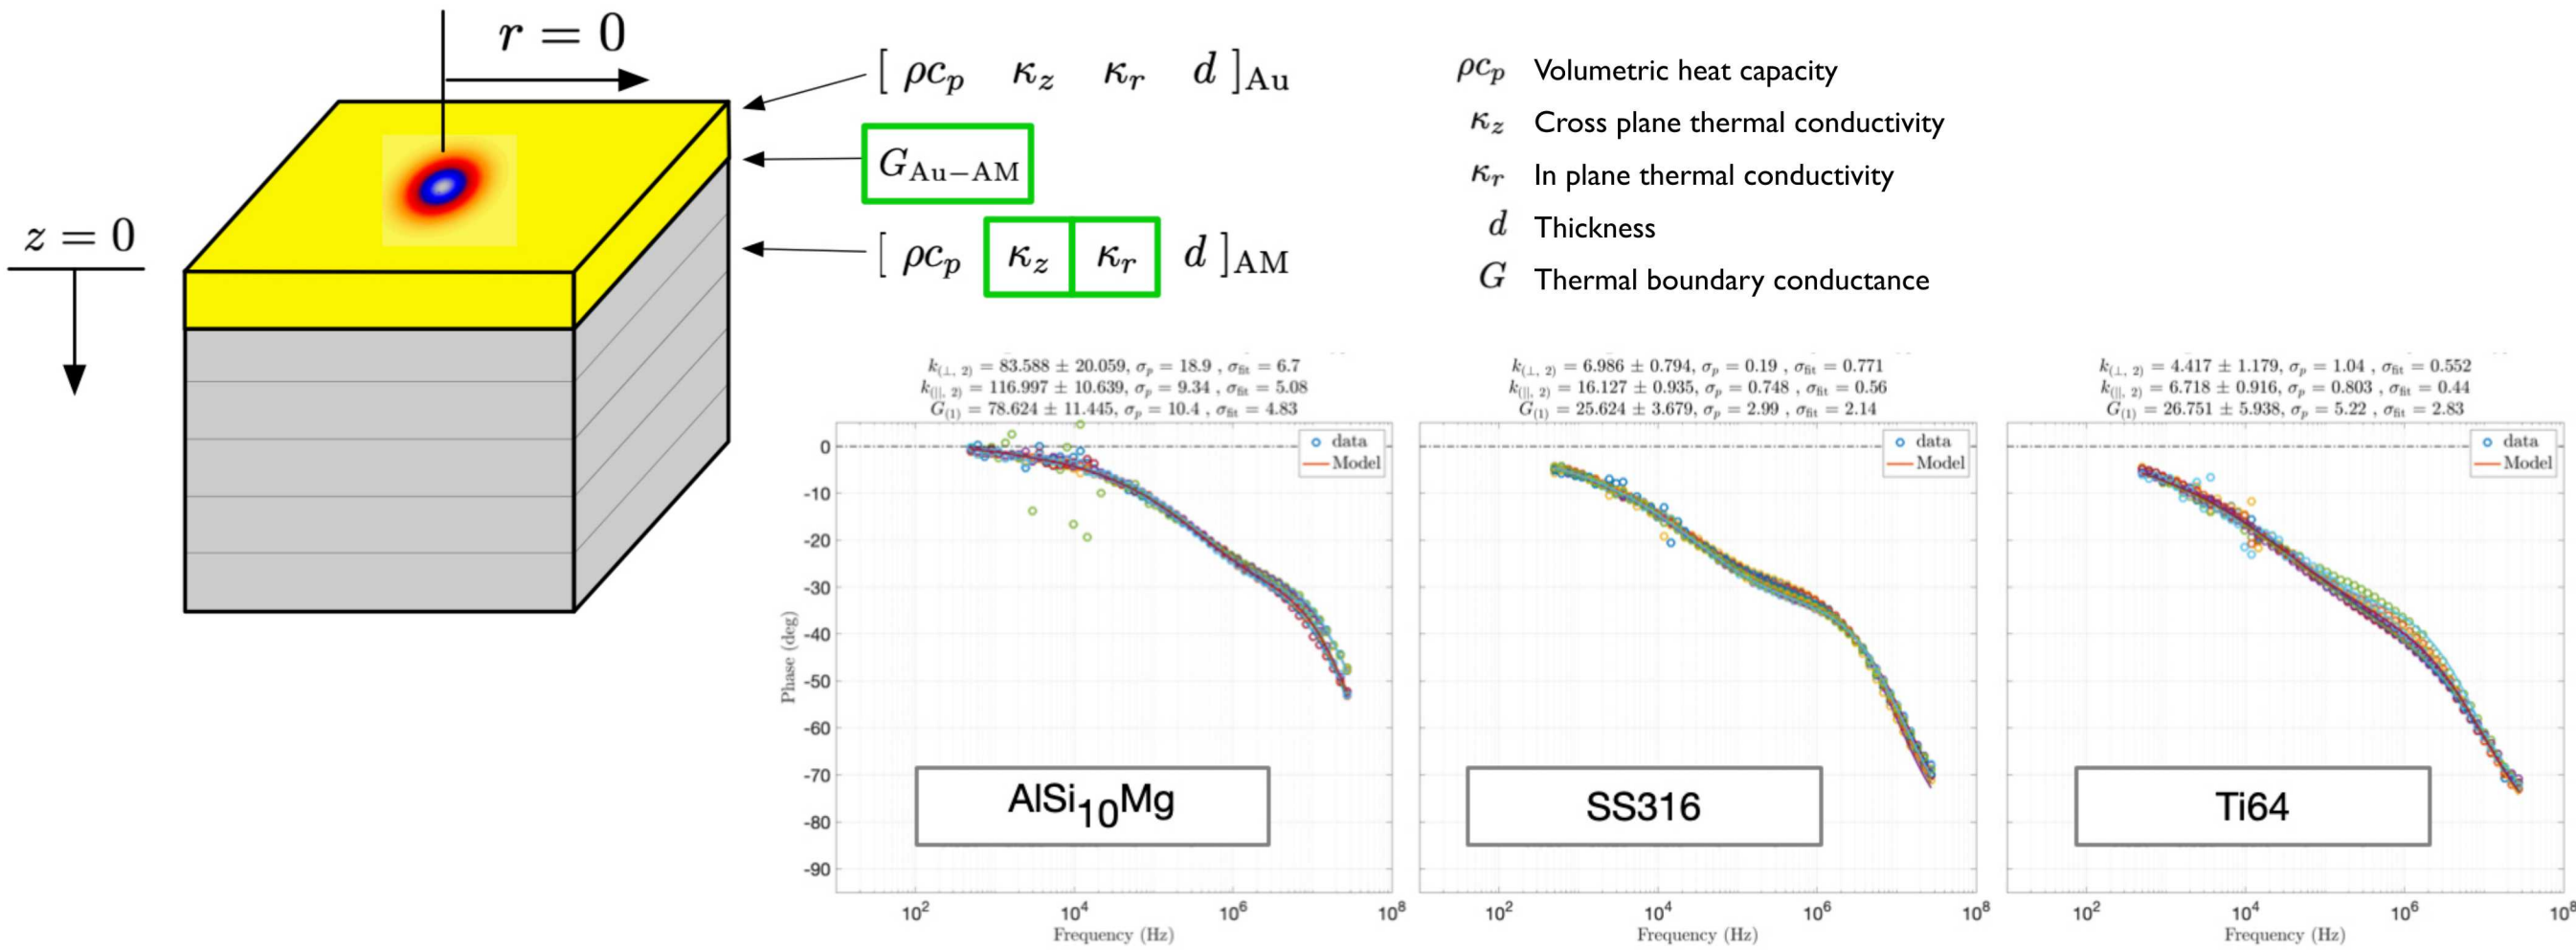 r = 0
z = 0
[ ρc_p κ_z κ_r d ]_Au
G_Au−AM
[ ρc_p κ_z κ_r d ]_AM
ρc_p Volumetric heat capacity
κ_z Cross plane thermal conductivity
κ_r In plane thermal conductivity
d Thickness
G Thermal boundary conductance
k_(⊥, 2) = 83.588 ± 20.059, σ_p = 18.9 , σ_fit = 6.7
k_(||, 2) = 116.997 ± 10.639, σ_p = 9.34 , σ_fit = 5.08
G_(1) = 78.624 ± 11.445, σ_p = 10.4 , σ_fit = 4.83
data
Model
0
-10
-20
-30
-40
-50
-60
-70
-80
-90
Phase (deg)
AlSi_10Mg
10^2 10^4 10^6 10^8
Frequency (Hz)
k_(⊥, 2) = 6.986 ± 0.794, σ_p = 0.19 , σ_fit = 0.771
k_(||, 2) = 16.127 ± 0.935, σ_p = 0.748 , σ_fit = 0.56
G_(1) = 25.624 ± 3.679, σ_p = 2.99 , σ_fit = 2.14
data
Model
SS316
10^2 10^4 10^6 10^8
Frequency (Hz)
k_(⊥, 2) = 4.417 ± 1.179, σ_p = 1.04 , σ_fit = 0.552
k_(||, 2) = 6.718 ± 0.916, σ_p = 0.803 , σ_fit = 0.44
G_(1) = 26.751 ± 5.938, σ_p = 5.22 , σ_fit = 2.83
data
Model
Ti64
10^2 10^4 10^6 10^8
Frequency (Hz)